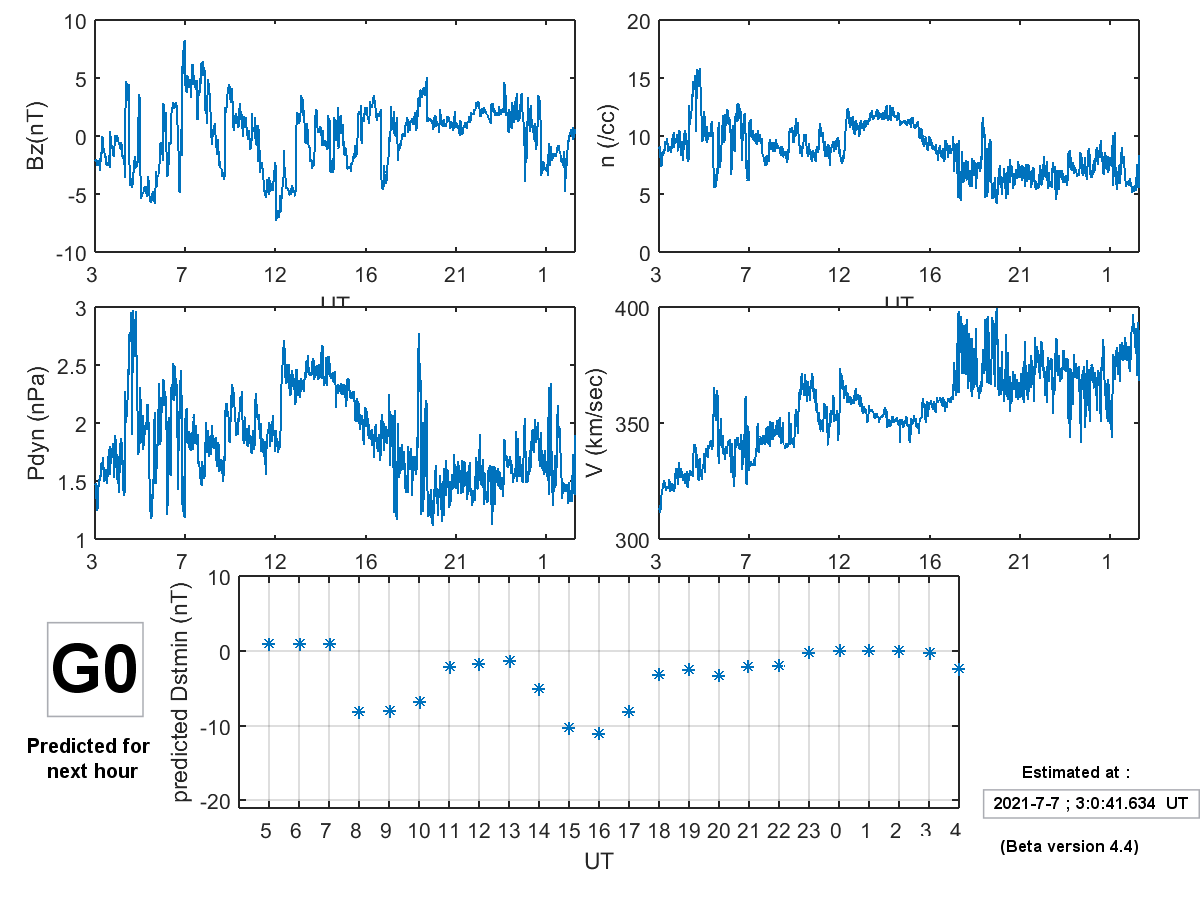 10
5
0
-5
-10
Bz(nT)
3 7 12 16 21 1
UT
20
15
10
5
0
n (/cc)
3 7 12 16 21 1
UT
3
2.5
2
1.5
1
Pdyn (nPa)
3 7 12 16 21 1
400
350
300
V (km/sec)
3 7 12 16 21 1
10
0
-10
-20
predicted Dstmin (nT)
5 6 7 8 9 10 11 12 13 14 15 16 17 18 19 20 21 22 23 0 1 2 3 4
UT
G0
Predicted for
next hour
Estimated at :
2021-7-7 ; 3:0:41.634 UT
(Beta version 4.4)